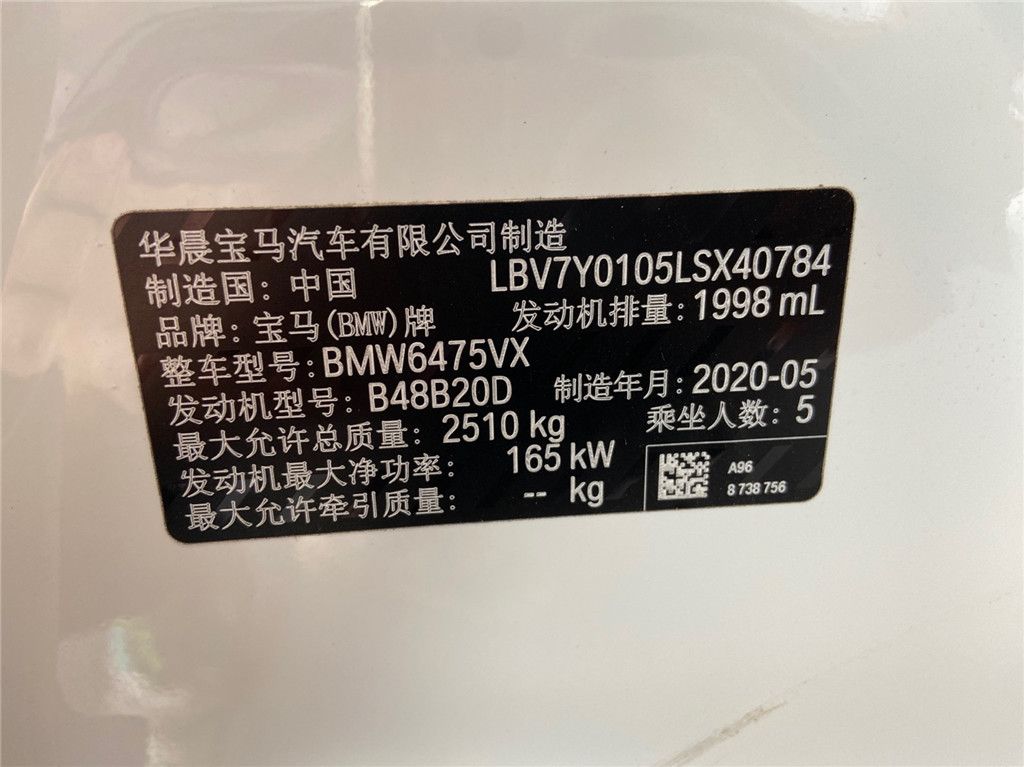 华晨宝马汽车有限公司制造
制造国：中国 LBV7Y0105LSX40784
品牌：宝马(BMW)牌 发动机排量：1998 mL
整车型号：BMW6475VX
发动机型号：B48B20D 制造年月：2020-05
最大允许总质量：2510 kg 乘坐人数：5
发动机最大净功率：165 kW
最大允许牵引质量：-- kg
A96
8 738 756